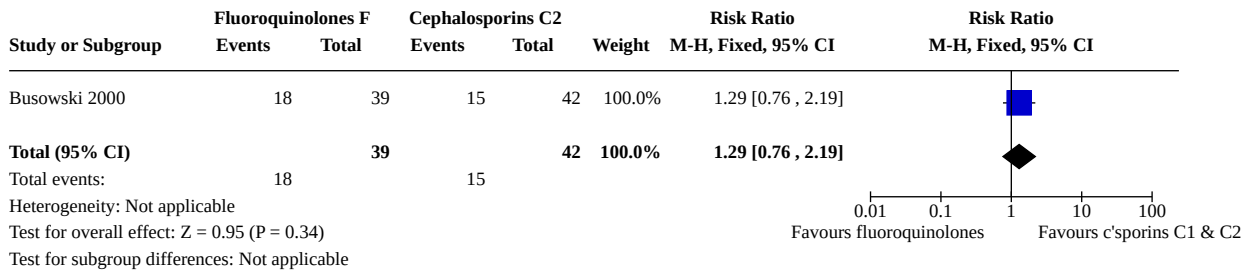 Fluoroquinolones F Cephalosporins C2 Risk Ratio Risk Ratio
Study or Subgroup Events Total Events Total Weight M-H, Fixed, 95% CI M-H, Fixed, 95% CI
Busowski 2000 18 39 15 42 100.0% 1.29 [0.76 , 2.19]
Total (95% CI) 39 42 100.0% 1.29 [0.76 , 2.19]
Total events: 18 15
Heterogeneity: Not applicable 0.01 0.1 1 10 100
Test for overall effect: Z = 0.95 (P = 0.34) Favours fluoroquinolones Favours c'sporins C1 & C2
Test for subgroup differences: Not applicable